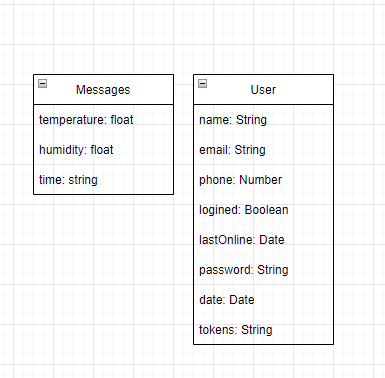 Messages
temperature: float
humidity: float
time: string
User
name: String
email: String
phone: Number
logined: Boolean
lastOnline: Date
password: String
date: Date
tokens: String